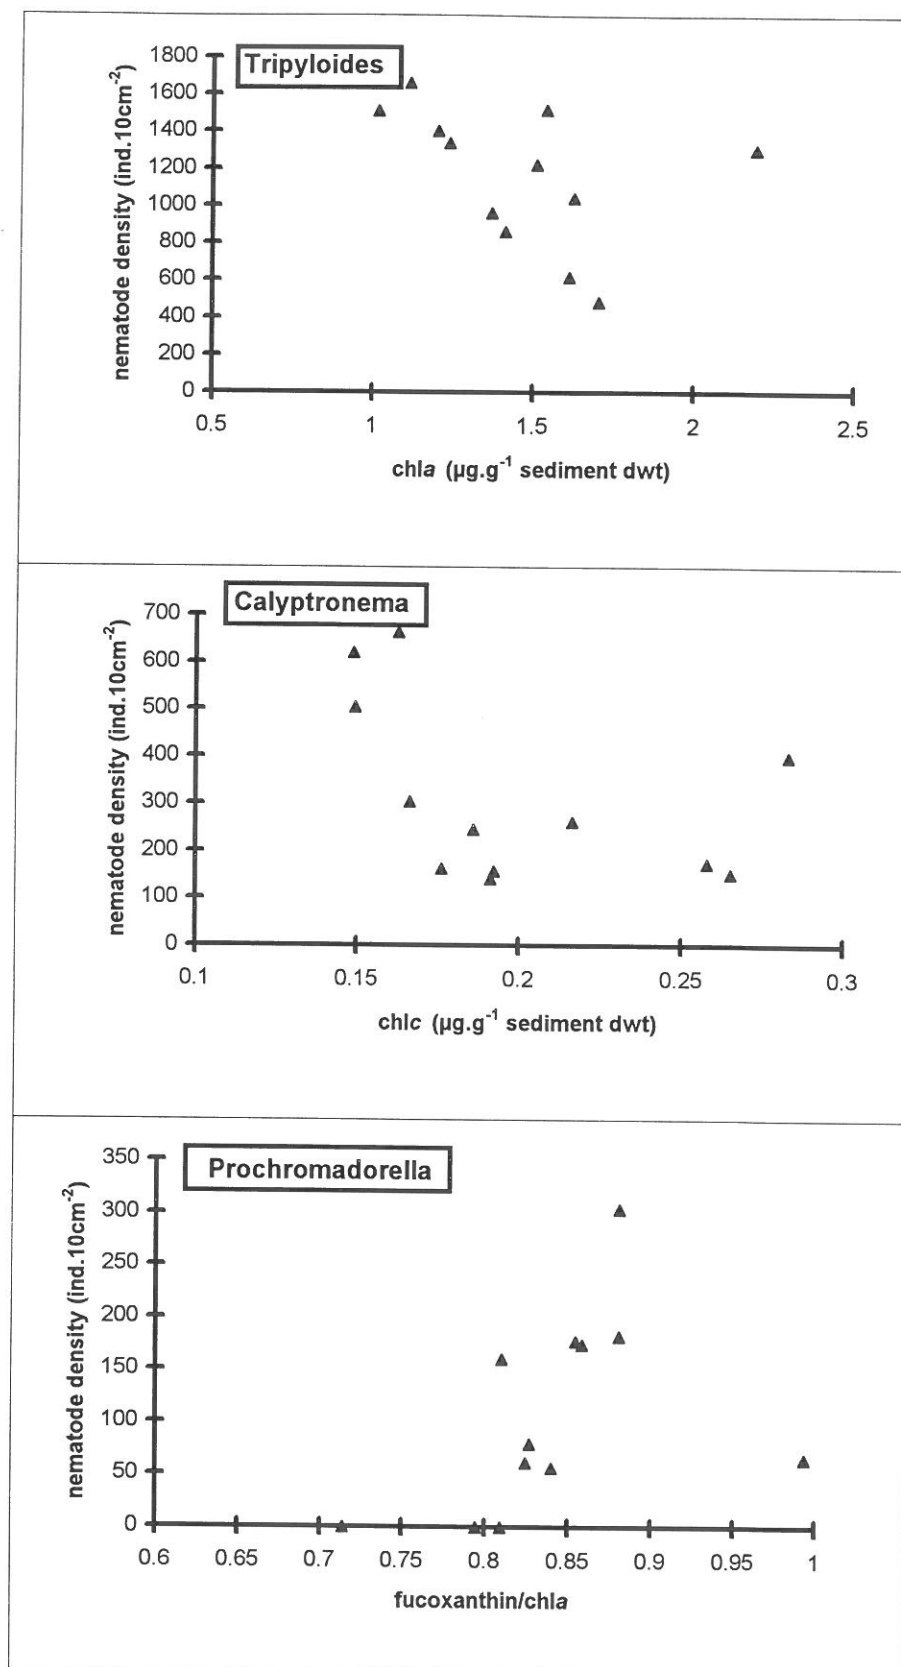 Tripyloides
nematode density (ind.10cm⁻²)
1800
1600
1400
1200
1000
800
600
400
200
0
0.5 1 1.5 2 2.5
chla (µg.g⁻¹ sediment dwt)
Calyptronema
nematode density (ind.10cm⁻²)
700
600
500
400
300
200
100
0
0.1 0.15 0.2 0.25 0.3
chlc (µg.g⁻¹ sediment dwt)
Prochromadorella
nematode density (ind.10cm⁻²)
350
300
250
200
150
100
50
0
0.6 0.65 0.7 0.75 0.8 0.85 0.9 0.95 1
fucoxanthin/chla